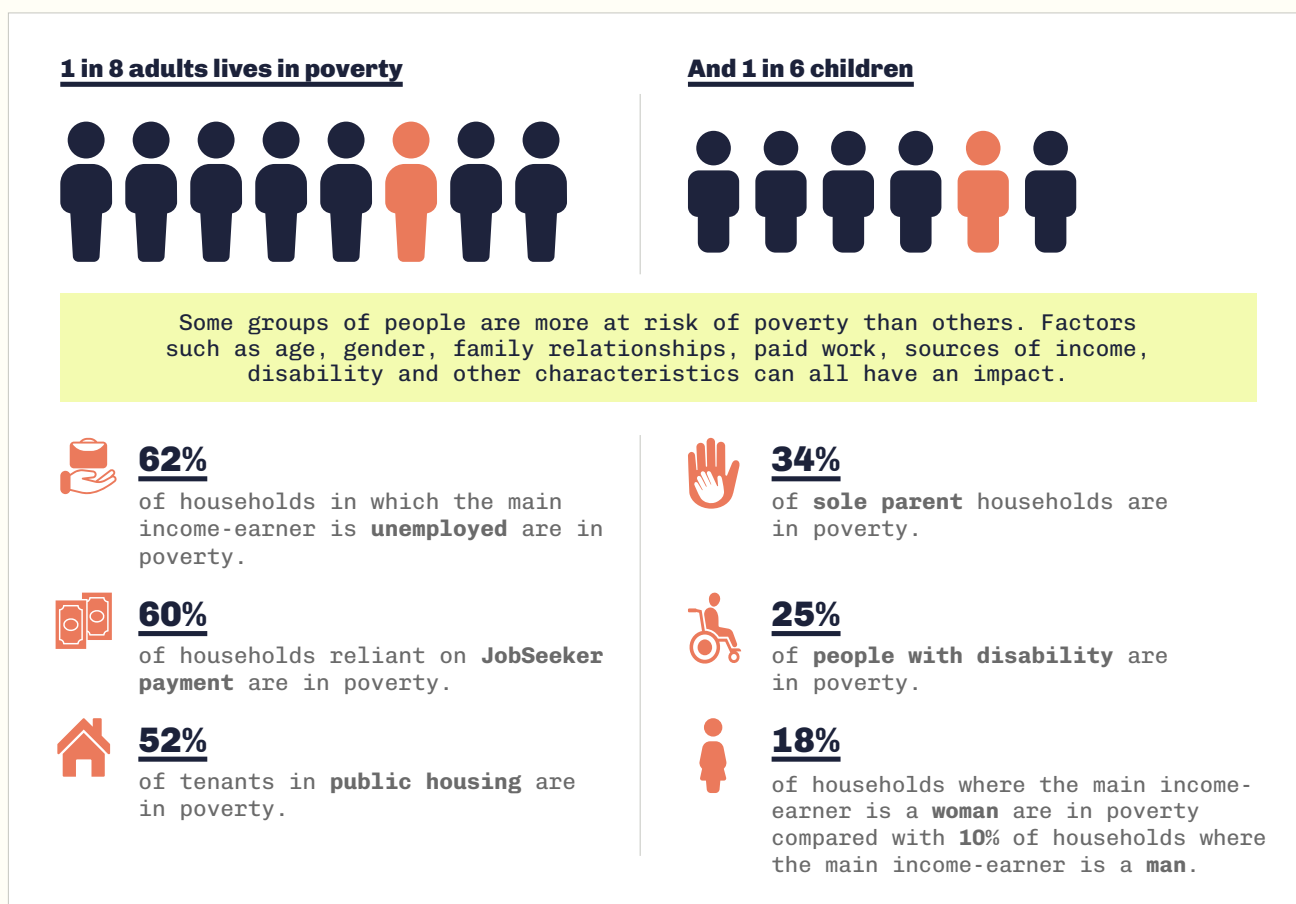 1 in 8 adults lives in poverty
And 1 in 6 children
Some groups of people are more at risk of poverty than others. Factors
such as age, gender, family relationships, paid work, sources of income,
disability and other characteristics can all have an impact.
62%
of households in which the main
income-earner is unemployed are in
poverty.
60%
of households reliant on JobSeeker
payment are in poverty.
52%
of tenants in public housing are
in poverty.
34%
of sole parent households are
in poverty.
25%
of people with disability are
in poverty.
18%
of households where the main income-
earner is a woman are in poverty
compared with 10% of households where
the main income-earner is a man.